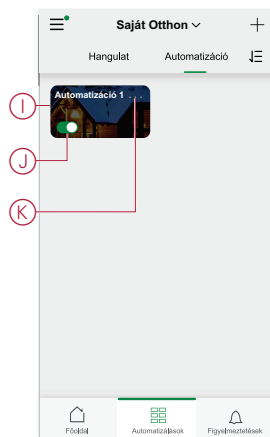 Saját Otthon
Hangulat Automatizáció
Automatizáció 1 . . .
I
J
K
Főoldal Automatizálások Figyelmeztetések